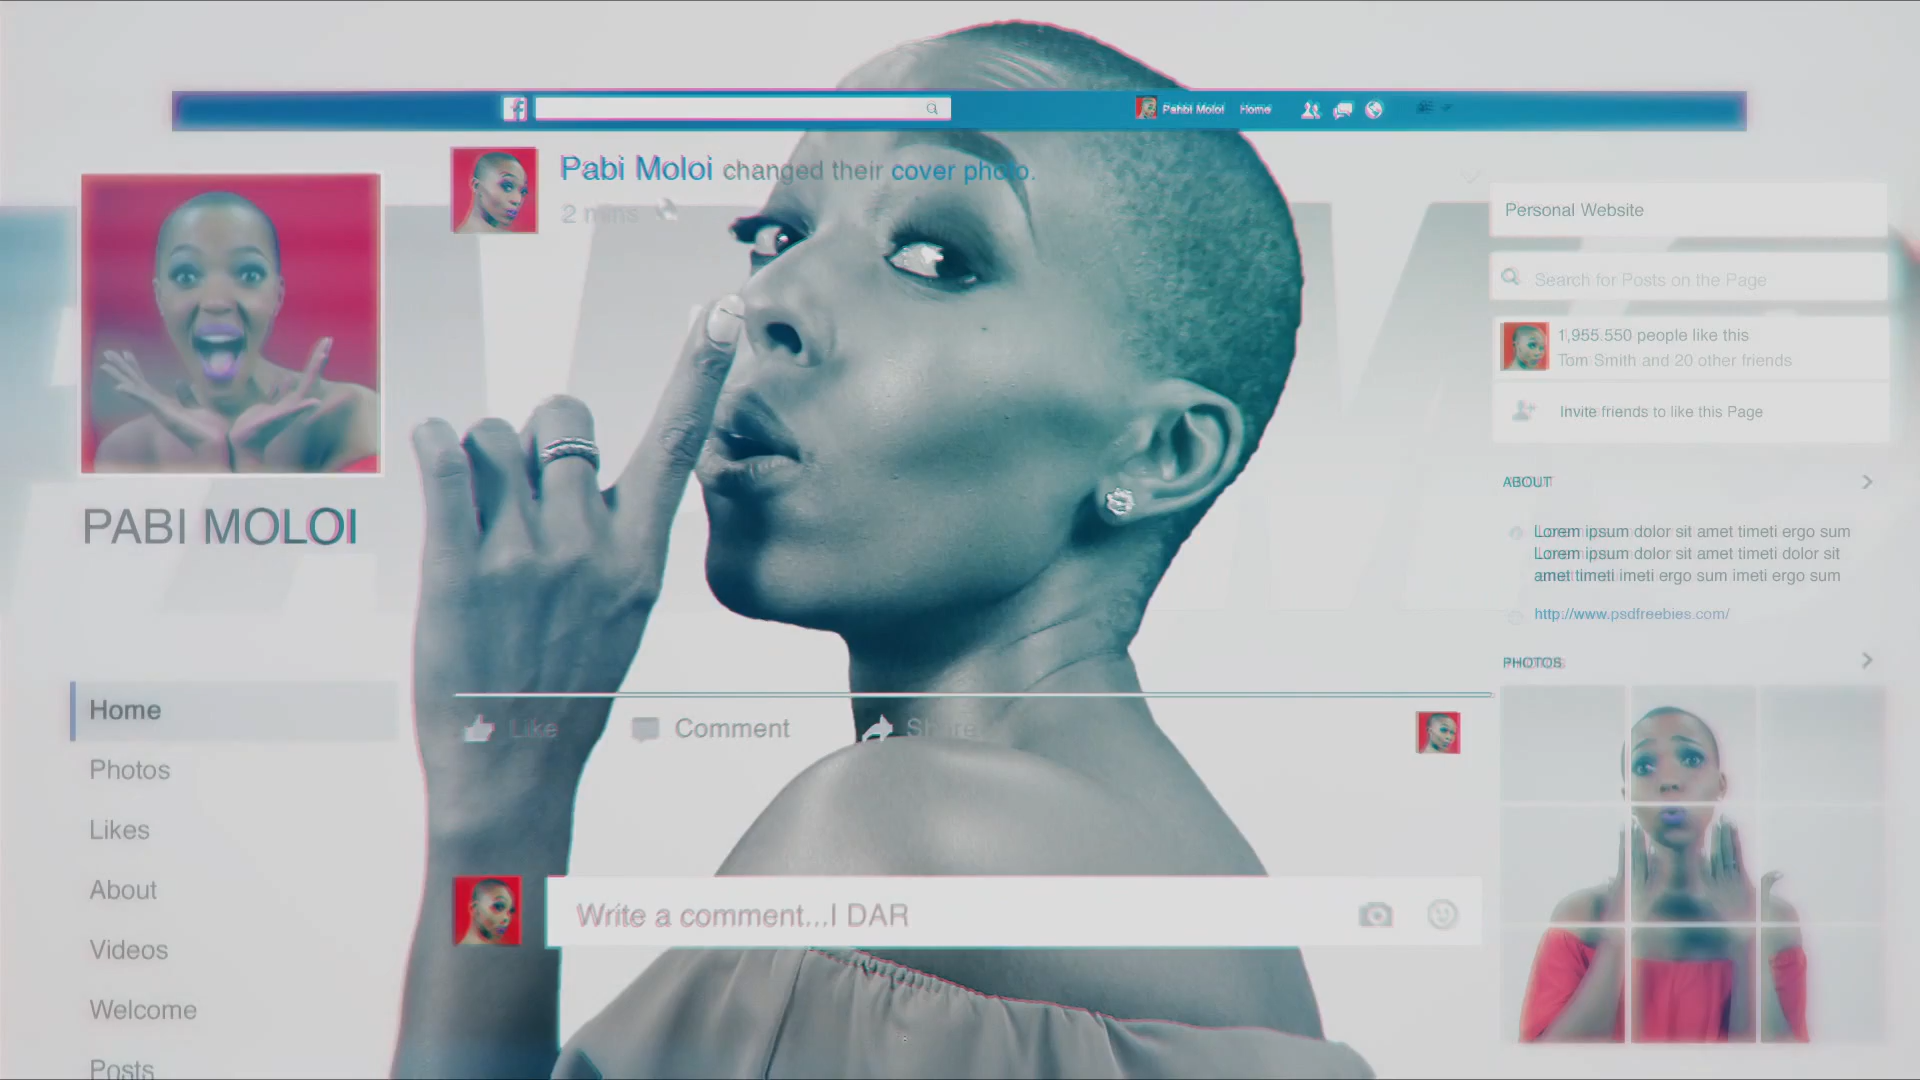 f
Pahbi Moloi
Home
Pabi Moloi changed their cover photo.
2 mins
PABI MOLOI
Home
Photos
Likes
About
Videos
Welcome
Posts
Like
Comment
Share
Write a comment...I DAR
Personal Website
Search for Posts on the Page
1,955.550 people like this
Tom Smith and 20 other friends
Invite friends to like this Page
ABOUT
Lorem ipsum dolor sit amet timeti ergo sum
Lorem ipsum dolor sit amet timeti dolor sit
amet timeti imeti ergo sum imeti ergo sum
http://www.psdfreebies.com/
PHOTOS